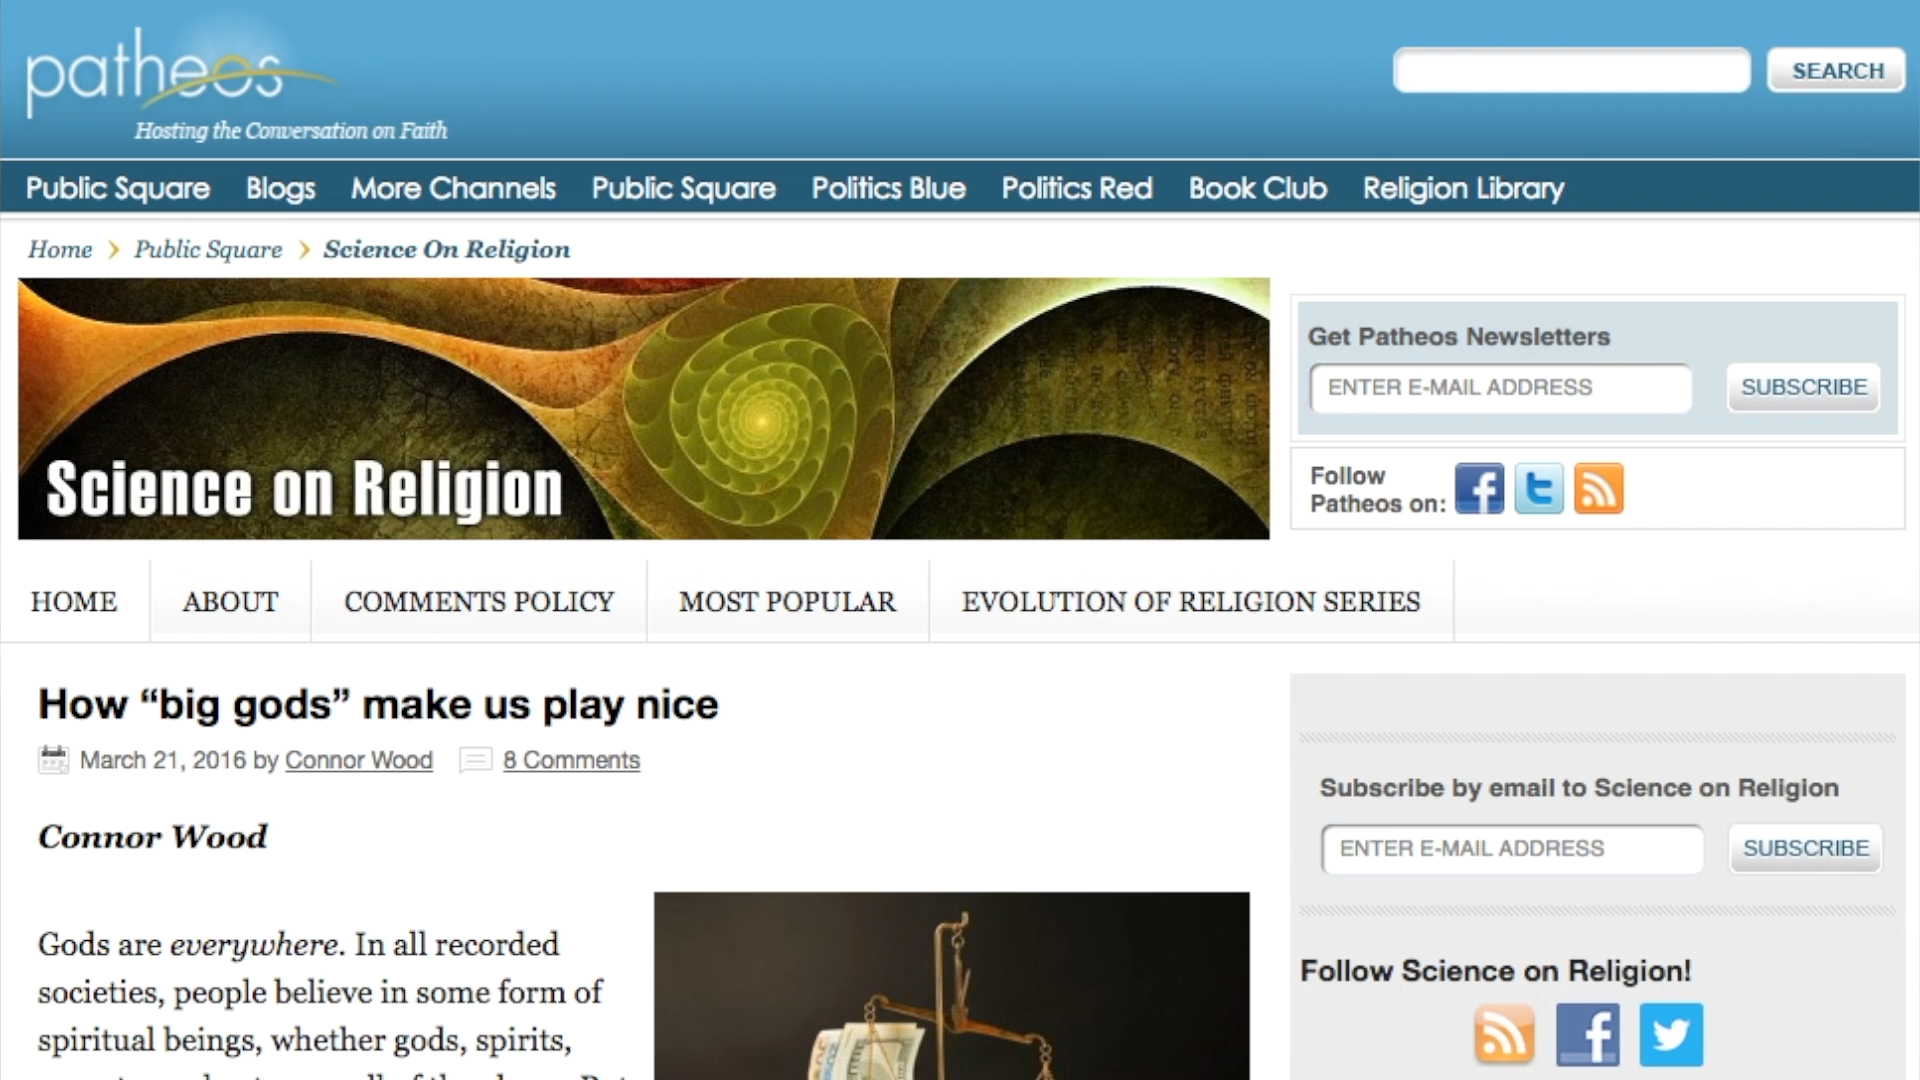 patheos
Hosting the Conversation on Faith
SEARCH
Public Square Blogs More Channels Public Square Politics Blue Politics Red Book Club Religion Library
Home Public Square Science On Religion
Science on Religion
Get Patheos Newsletters
ENTER E-MAIL ADDRESS SUBSCRIBE
Follow
Patheos on:
HOME ABOUT COMMENTS POLICY MOST POPULAR EVOLUTION OF RELIGION SERIES
How “big gods” make us play nice
March 21, 2016 by Connor Wood 8 Comments
Connor Wood
Gods are everywhere. In all recorded
societies, people believe in some form of
spiritual beings, whether gods, spirits,
Subscribe by email to Science on Religion
ENTER E-MAIL ADDRESS SUBSCRIBE
Follow Science on Religion!